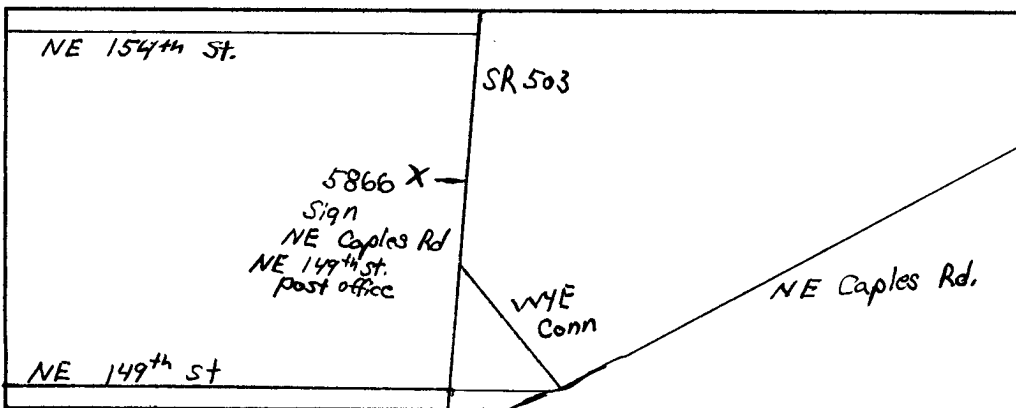 NE 154th St.
SR 503
5866 X
Sign
NE Caples Rd
NE 149th St.
post office
WYE
Conn
NE Caples Rd.
NE 149th St